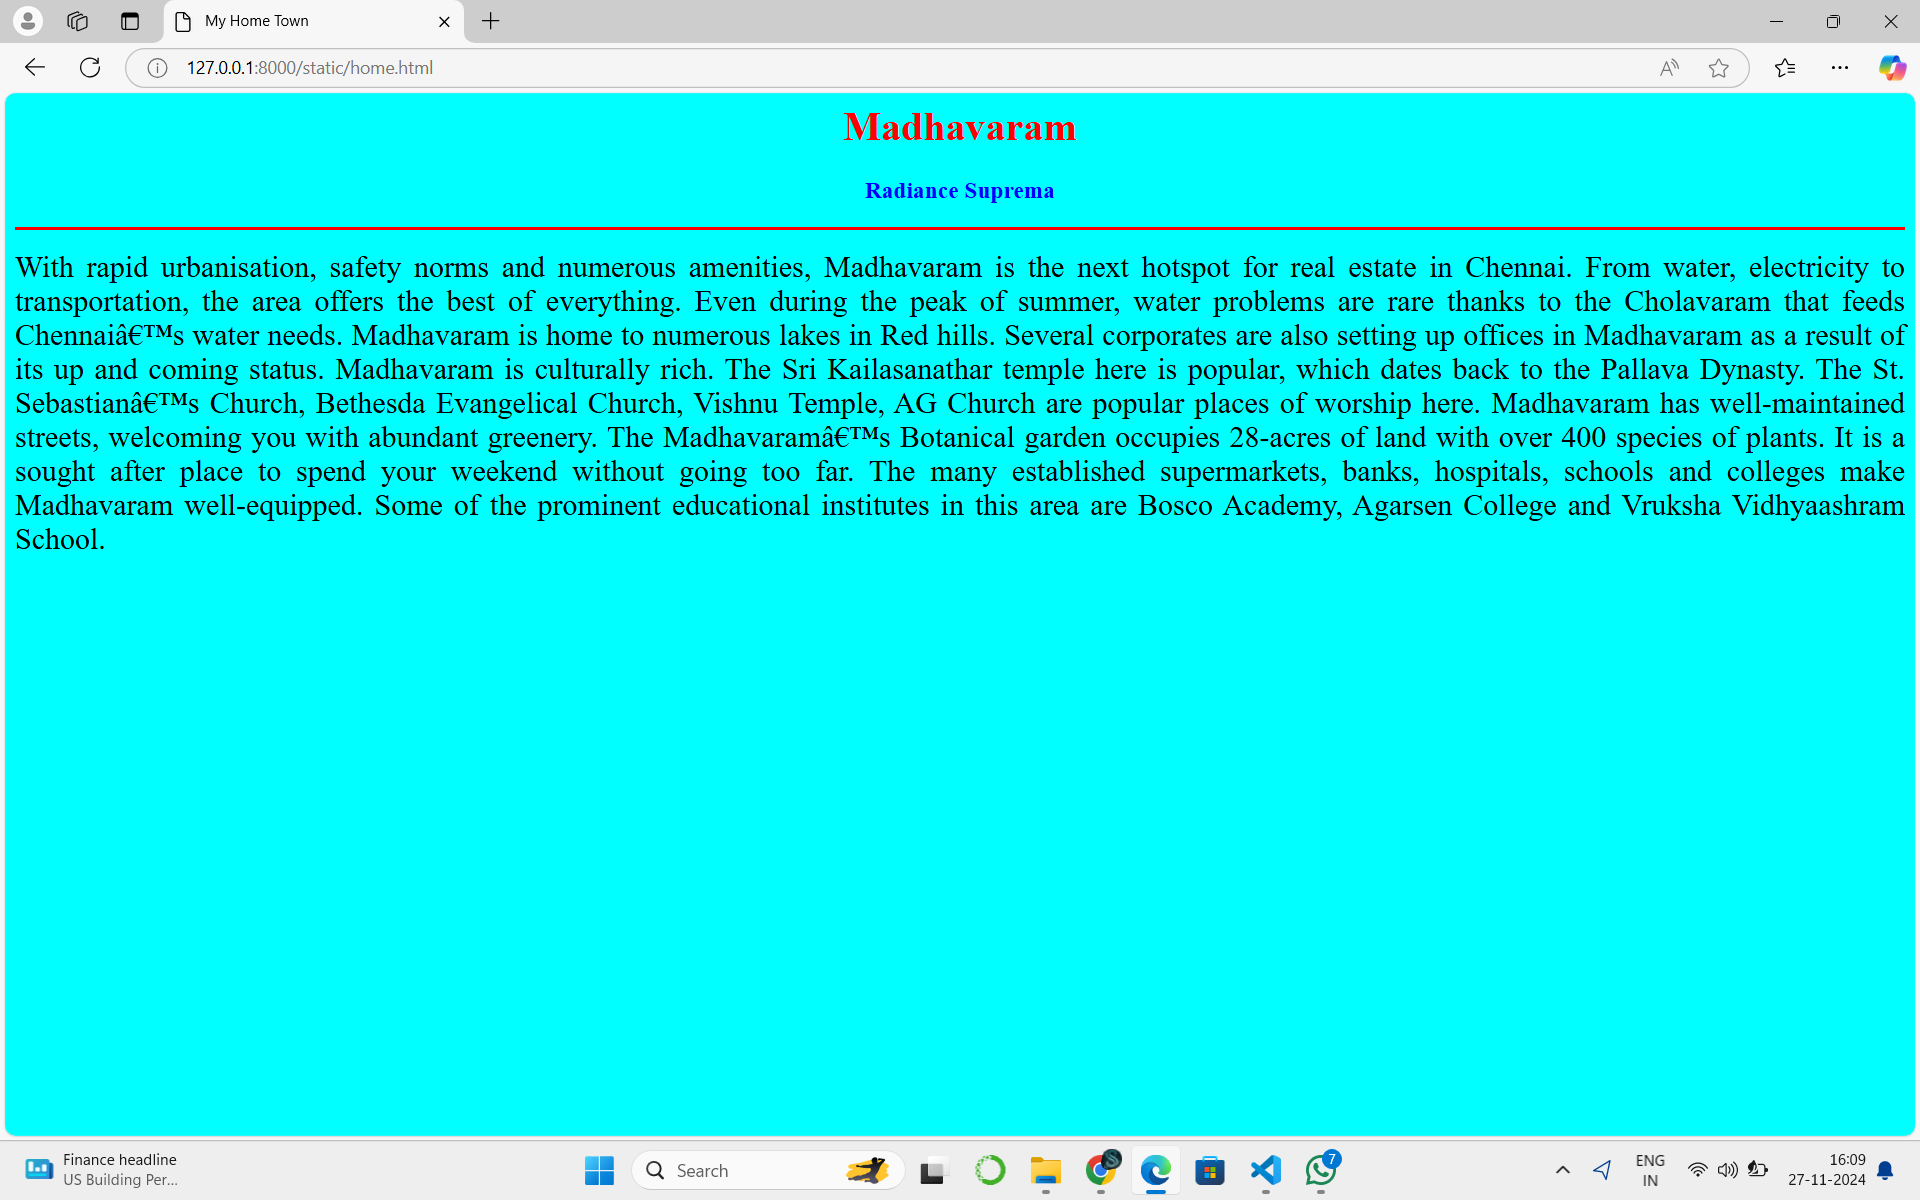 My Home Town
127.0.0.1:8000/static/home.html
Madhavaram
Radiance Suprema
With rapid urbanisation, safety norms and numerous amenities, Madhavaram is the next hotspot for real estate in Chennai. From water, electricity to
transportation, the area offers the best of everything. Even during the peak of summer, water problems are rare thanks to the Cholavaram that feeds
Chennaiâ€™s water needs. Madhavaram is home to numerous lakes in Red hills. Several corporates are also setting up offices in Madhavaram as a result of
its up and coming status. Madhavaram is culturally rich. The Sri Kailasanathar temple here is popular, which dates back to the Pallava Dynasty. The St.
Sebastianâ€™s Church, Bethesda Evangelical Church, Vishnu Temple, AG Church are popular places of worship here. Madhavaram has well-maintained
streets, welcoming you with abundant greenery. The Madhavaramâ€™s Botanical garden occupies 28-acres of land with over 400 species of plants. It is a
sought after place to spend your weekend without going too far. The many established supermarkets, banks, hospitals, schools and colleges make
Madhavaram well-equipped. Some of the prominent educational institutes in this area are Bosco Academy, Agarsen College and Vruksha Vidhyaashram
School.
Finance headline
US Building Per...
Search
7
ENG
IN
16:09
27-11-2024